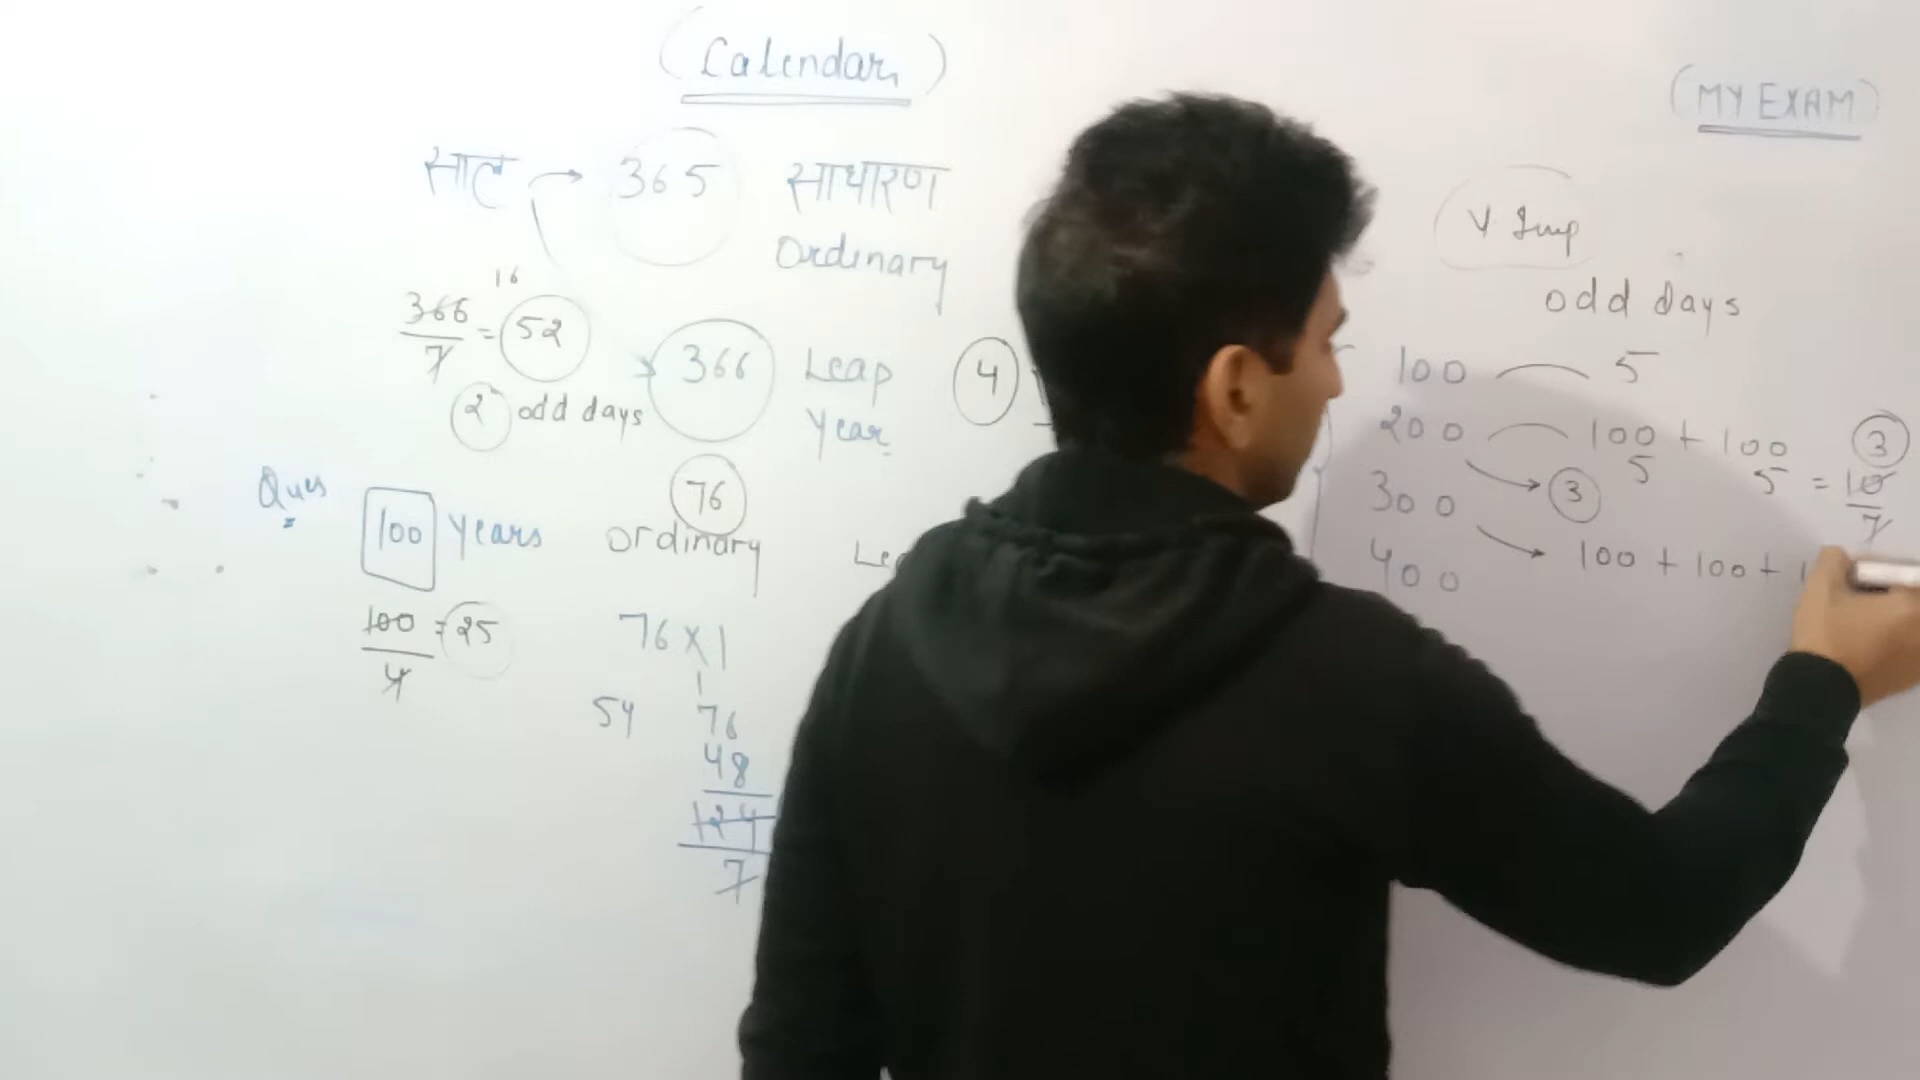 (Calendar)
(MY EXAM)
साल → 365 साधारण
Ordinary
V Imp
odd days
16
366
7
= 52
366 Leap
Year
4
2 odd days
100 5
200 100 + 100
5 5 = 10
7
3
3
300
100 + 100 +
400
Ques 100 Years
76
Ordinary
100
4
= 25
76 X 1
54 76
48
124
7